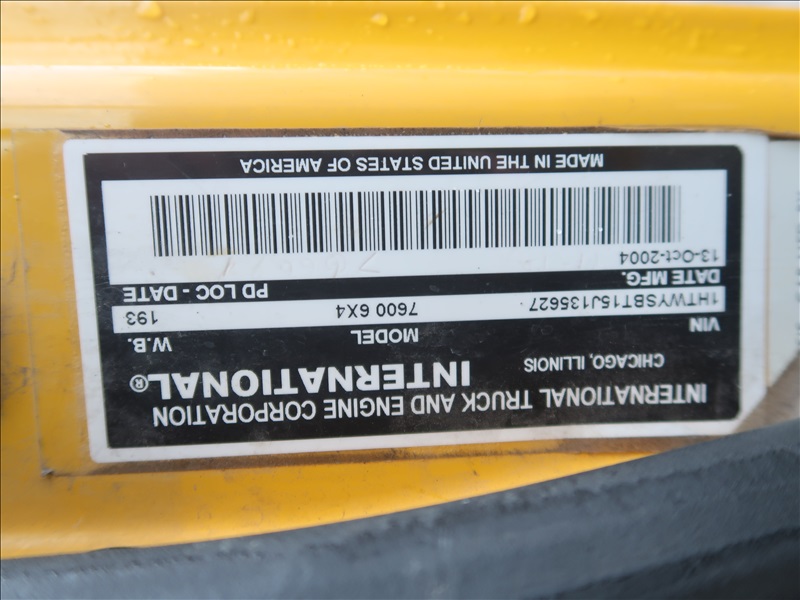 INTERNATIONAL TRUCK AND ENGINE CORPORATION
CHICAGO, ILLINOIS INTERNATIONAL®
VIN MODEL W.B.
1HTWYSBT15J135627 7600 6X4 193
DATE MFG. PD LOC - DATE
13-Oct-2004
MADE IN THE UNITED STATES OF AMERICA